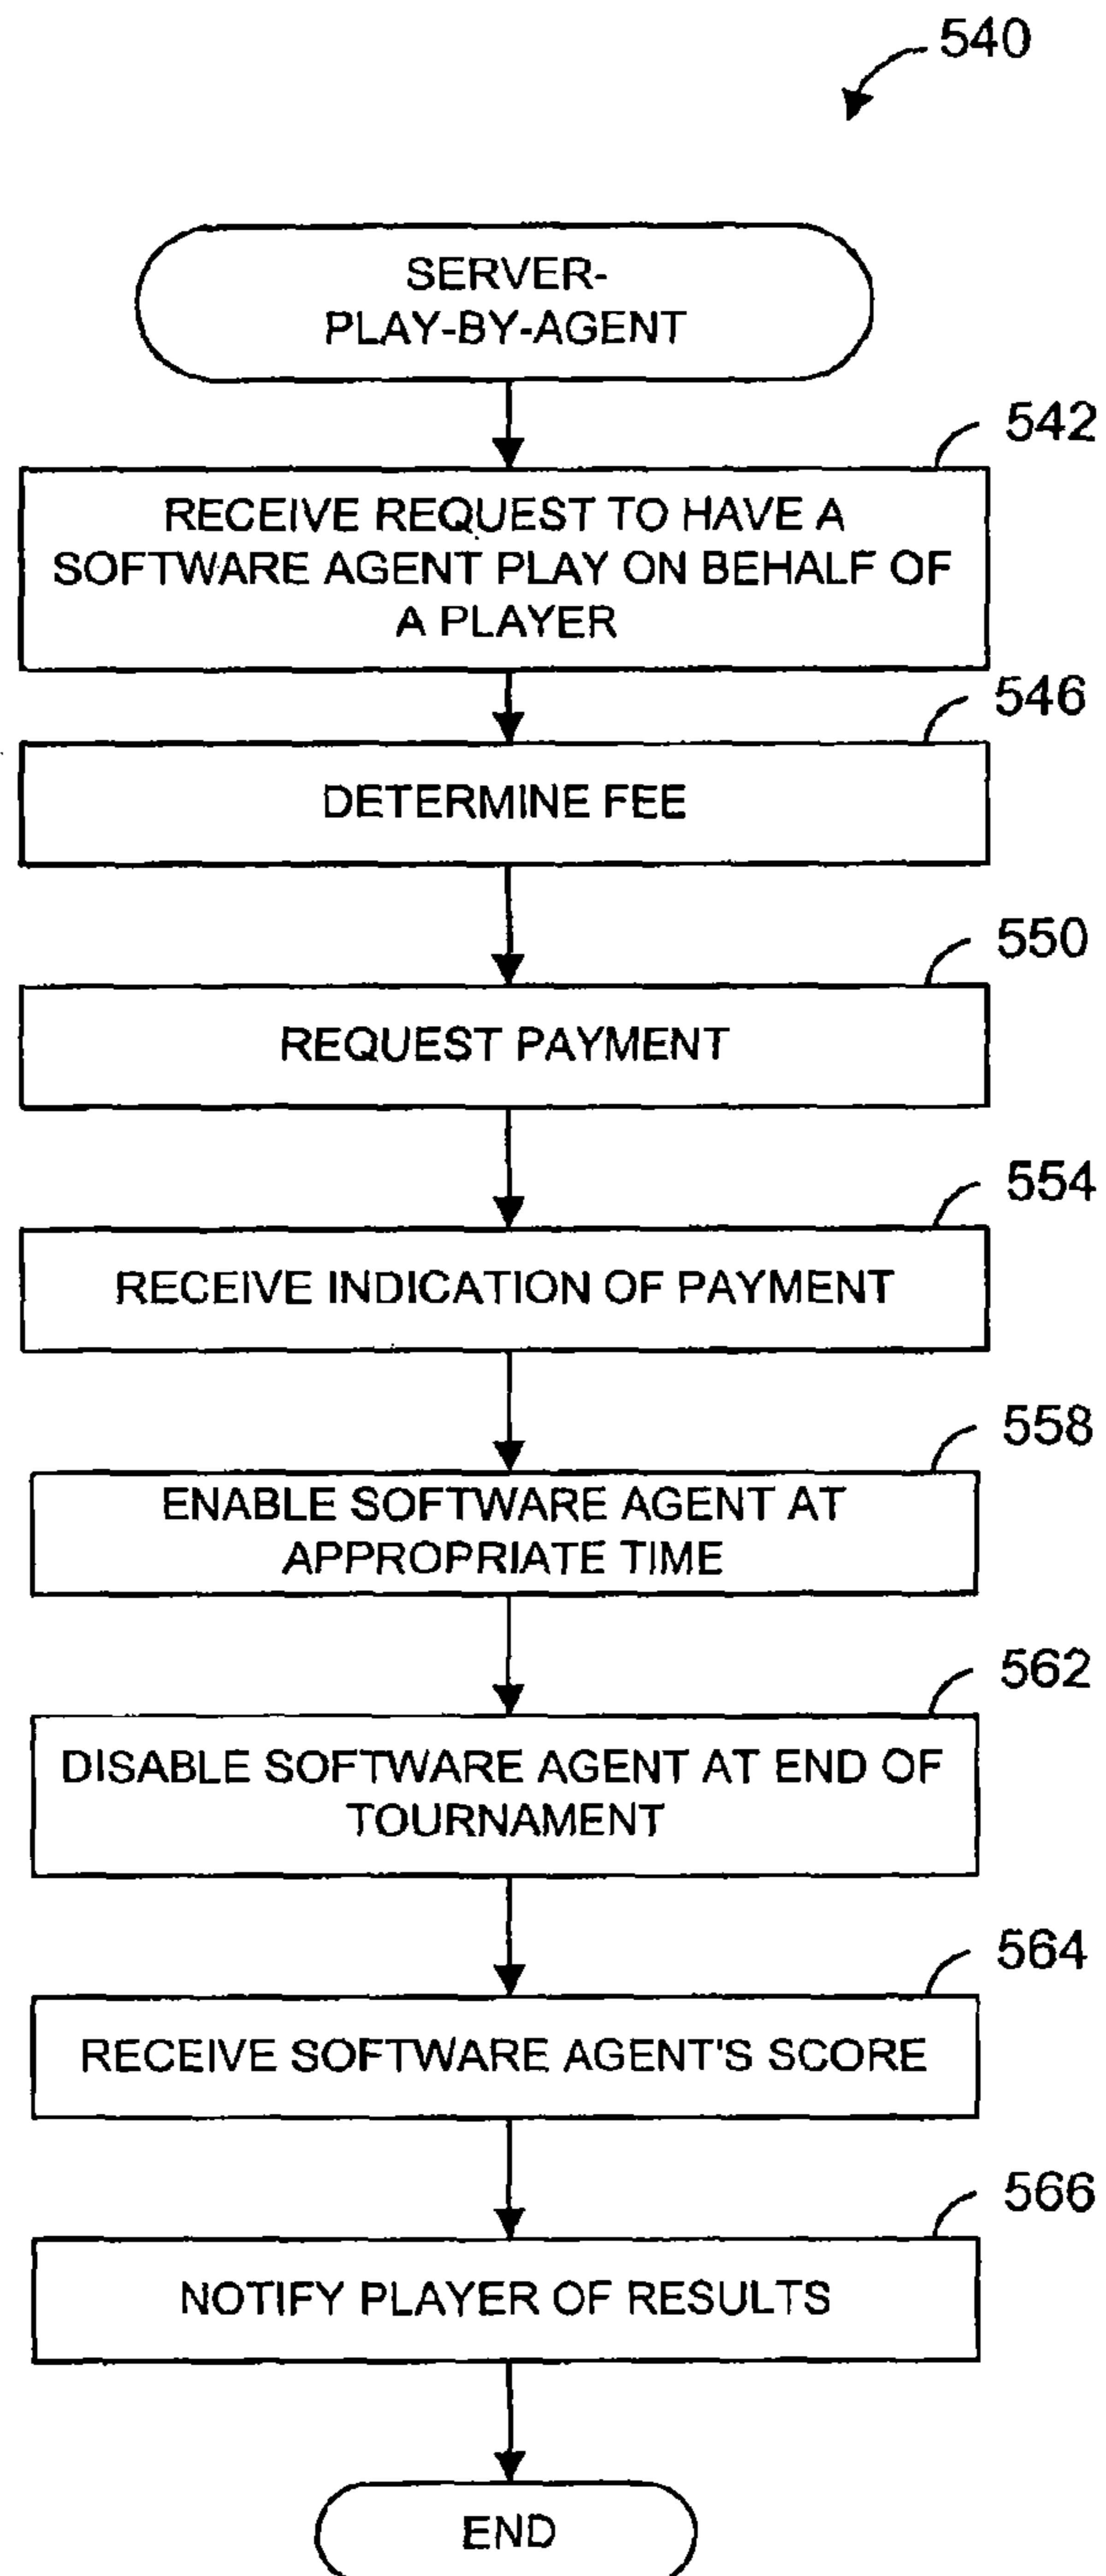 540
SERVER-
PLAY-BY-AGENT
542
RECEIVE REQUEST TO HAVE A
SOFTWARE AGENT PLAY ON BEHALF OF
A PLAYER
546
DETERMINE FEE
550
REQUEST PAYMENT
554
RECEIVE INDICATION OF PAYMENT
558
ENABLE SOFTWARE AGENT AT
APPROPRIATE TIME
562
DISABLE SOFTWARE AGENT AT END OF
TOURNAMENT
564
RECEIVE SOFTWARE AGENT'S SCORE
566
NOTIFY PLAYER OF RESULTS
END